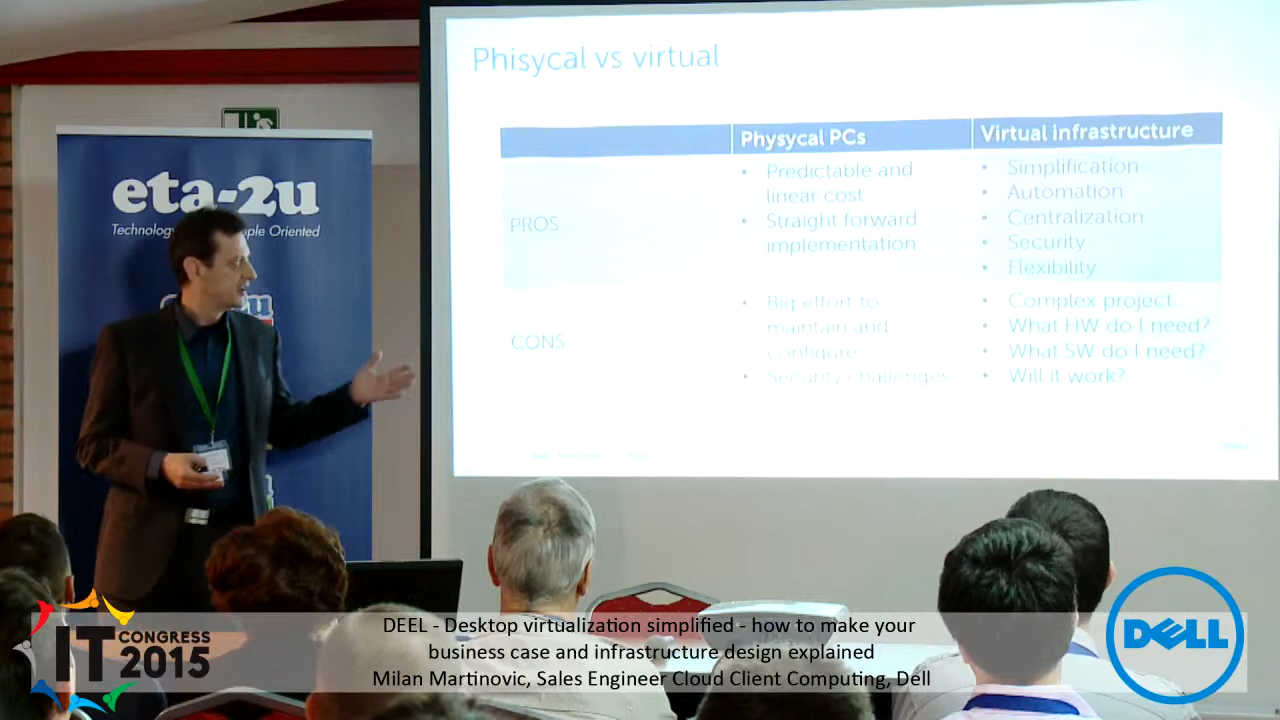 Phisycal vs virtual
Physycal PCs
Virtual infrastructure
PROS
• Predictable and
linear cost
• Straight forward
implementation
• Simplification
• Automation
• Centralization
• Security
• Flexibility
CONS
• Big effort to
maintain and
configure
• Security challenges
• Complex project
• What HW do I need?
• What SW do I need?
• Will it work?
DELL
eta-2u
Technology ple Oriented
IT CONGRESS
2015
DEEL - Desktop virtualization simplified - how to make your
business case and infrastructure design explained
Milan Martinovic, Sales Engineer Cloud Client Computing, Dell
DELL